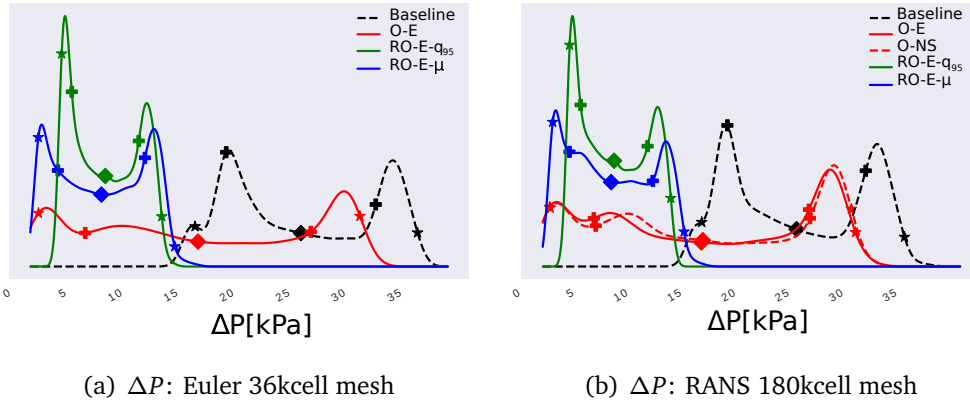 Baseline
O-E
RO-E-q₉₅
RO-E-μ
0 5 10 15 20 25 30 35
ΔP[kPa]
(a) ΔP: Euler 36kcell mesh
Baseline
O-E
O-NS
RO-E-q₉₅
RO-E-μ
0 5 10 15 20 25 30 35
ΔP[kPa]
(b) ΔP: RANS 180kcell mesh